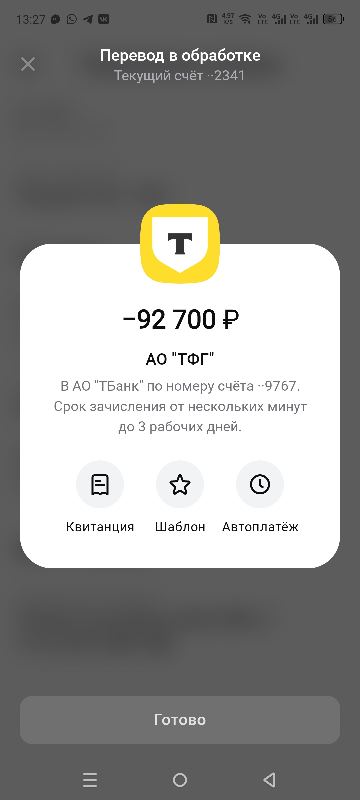 13:27
Перевод в обработке
Текущий счёт ··2341
Т
−92 700 ₽
АО "ТФГ"
В АО "ТБанк" по номеру счёта ··9767.
Срок зачисления от нескольких минут
до 3 рабочих дней.
Квитанция Шаблон Автоплатёж
Готово